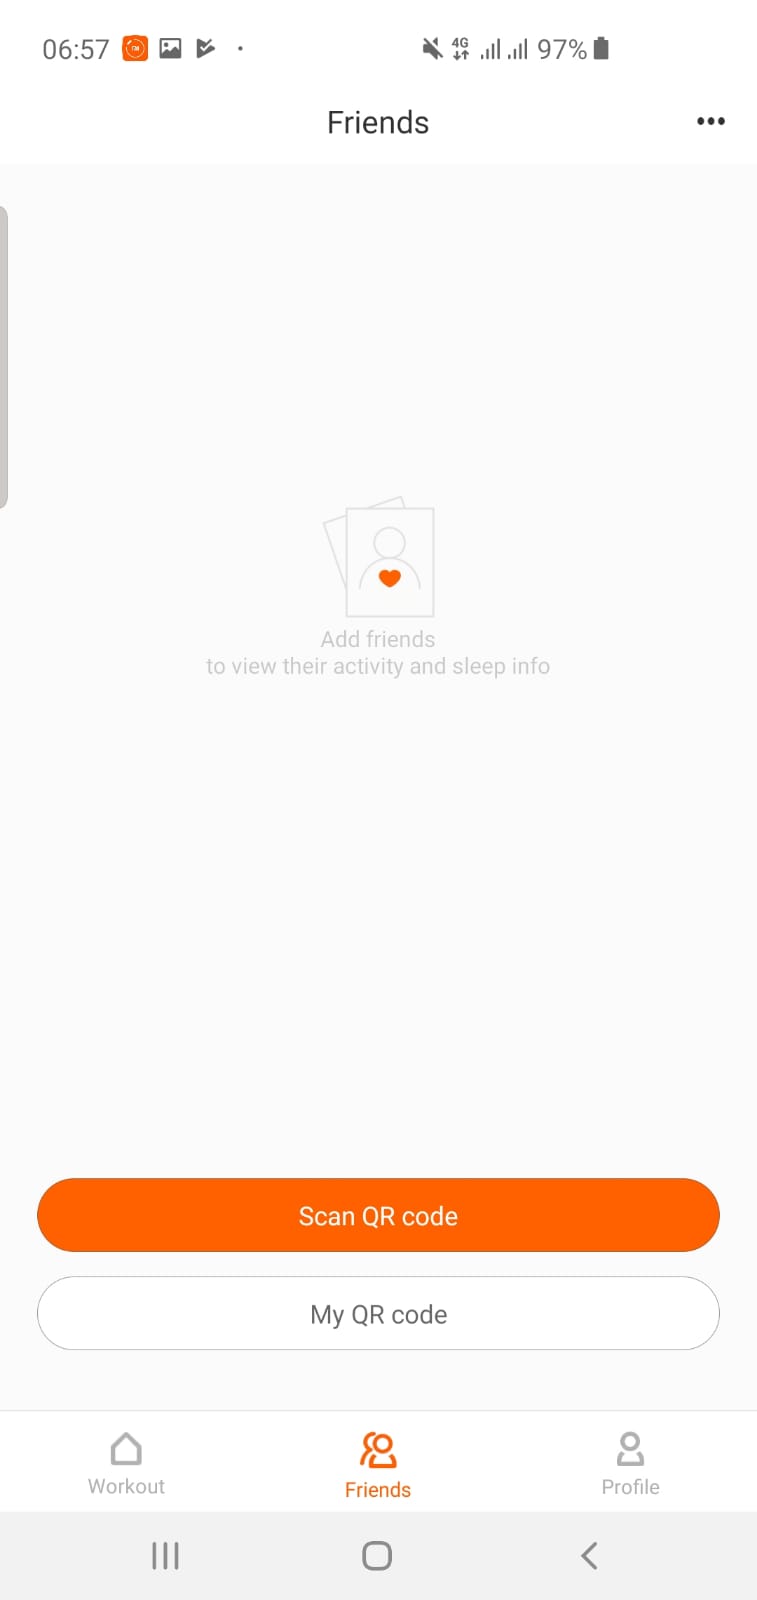 06:57
4G
97%
Friends
Add friends
to view their activity and sleep info
Scan QR code
My QR code
Workout
Friends
Profile